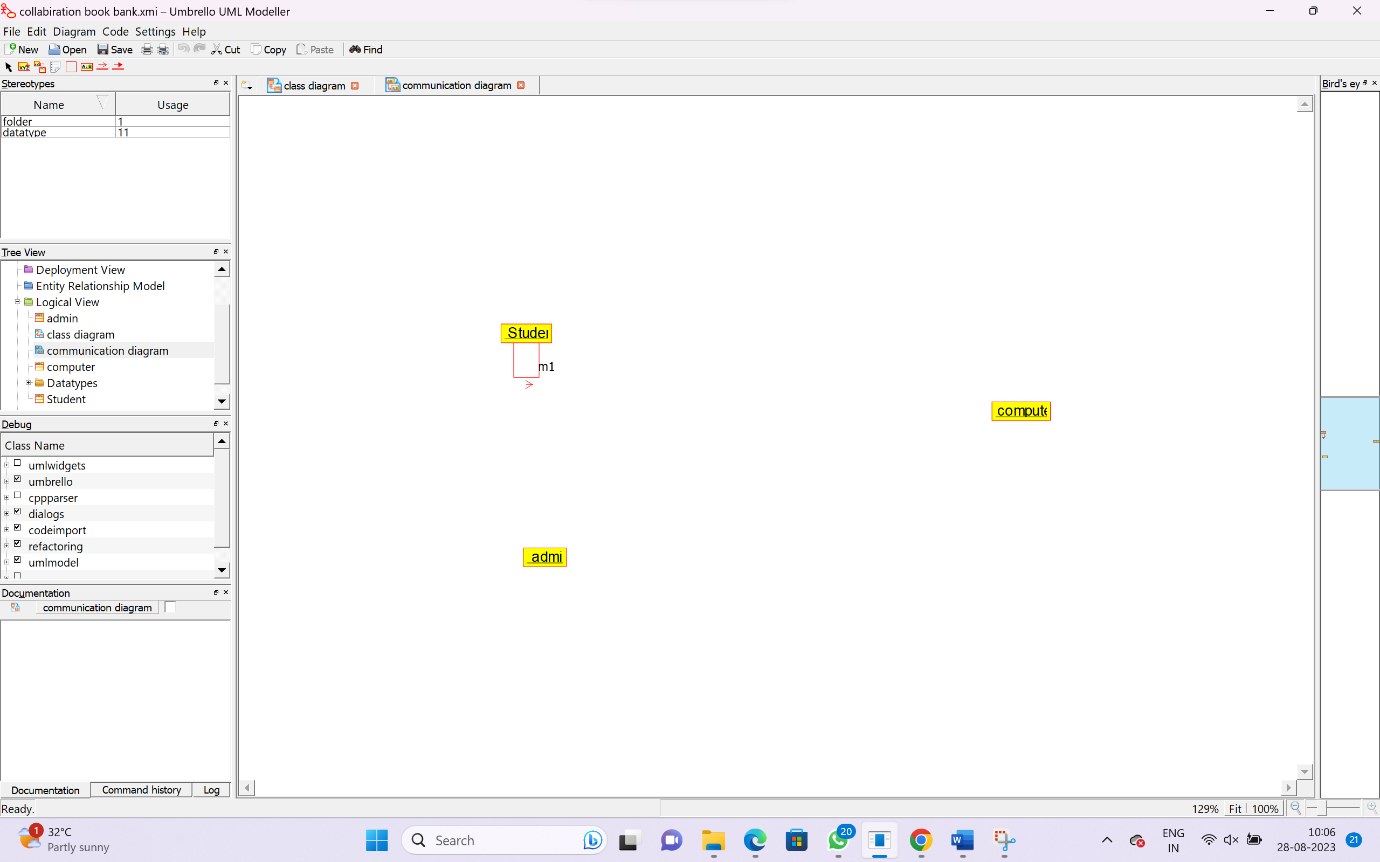 collabiration book bank.xmi – Umbrello UML Modeller
File Edit Diagram Code Settings Help
New Open Save Cut Copy Paste Find
Stereotypes
class diagram communication diagram
Bird's ey
Name Usage
folder 1
datatype 11
Tree View
Deployment View
Entity Relationship Model
Logical View
admin
class diagram
communication diagram
computer
Datatypes
Student
Debug
Class Name
umlwidgets
umbrello
cppparser
dialogs
codeimport
refactoring
umlmodel
Documentation
communication diagram
Studen
m1
compute
admi
Documentation Command history Log
Ready.
129% Fit 100%
1 32°C
Partly sunny
Search
20
ENG
IN
10:06
28-08-2023
21